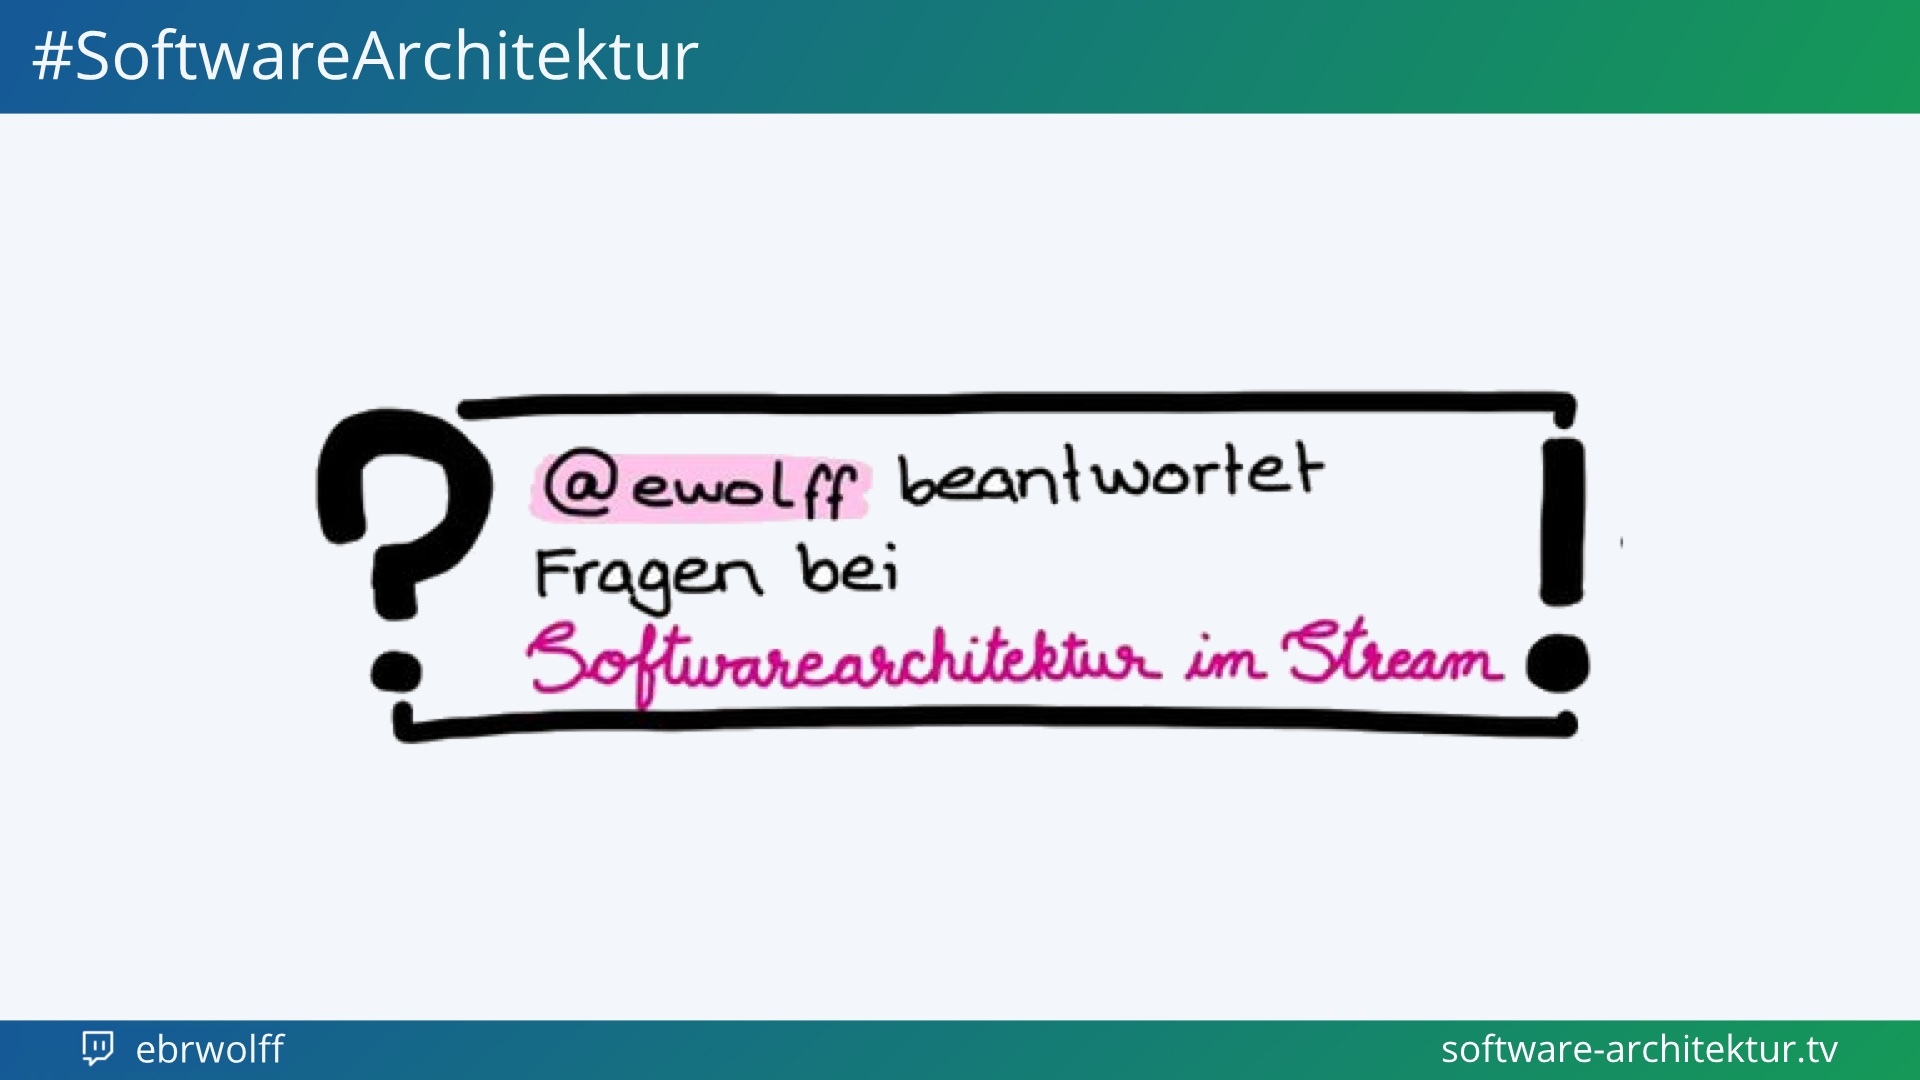 #SoftwareArchitektur
@ewolff beantwortet
Fragen bei
Softwarearchitektur im Stream
ebrwolff
software-architektur.tv